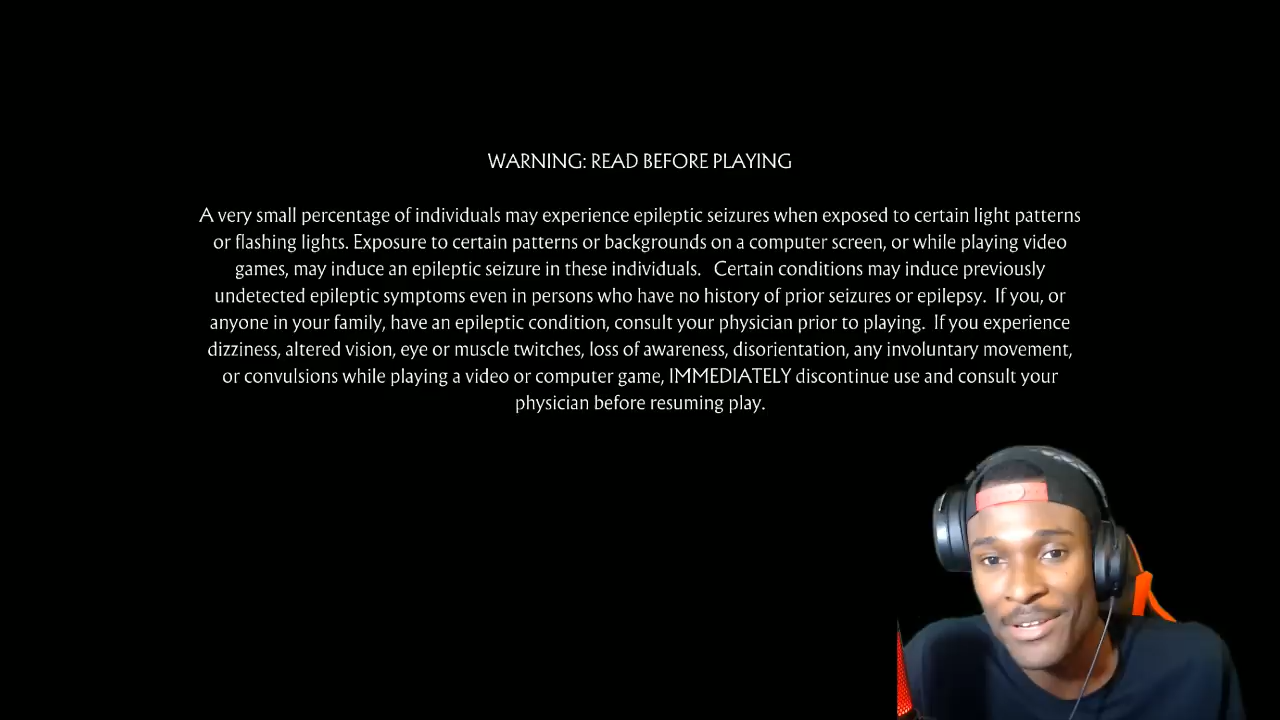 WARNING: READ BEFORE PLAYING
A very small percentage of individuals may experience epileptic seizures when exposed to certain light patterns
or flashing lights. Exposure to certain patterns or backgrounds on a computer screen, or while playing video
games, may induce an epileptic seizure in these individuals.   Certain conditions may induce previously
undetected epileptic symptoms even in persons who have no history of prior seizures or epilepsy.  If you, or
anyone in your family, have an epileptic condition, consult your physician prior to playing.  If you experience
dizziness, altered vision, eye or muscle twitches, loss of awareness, disorientation, any involuntary movement,
or convulsions while playing a video or computer game, IMMEDIATELY discontinue use and consult your
physician before resuming play.